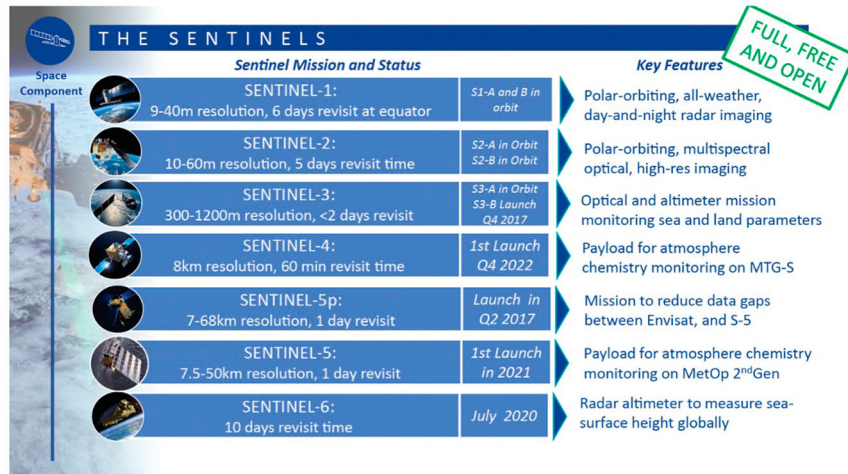 THE SENTINELS
FULL, FREE
AND OPEN
Space
Component
Sentinel Mission and Status
Key Features
SENTINEL-1:
9-40m resolution, 6 days revisit at equator
S1-A and B in
orbit
Polar-orbiting, all-weather,
day-and-night radar imaging
SENTINEL-2:
10-60m resolution, 5 days revisit time
S2-A in Orbit
S2-B in Orbit
Polar-orbiting, multispectral
optical, high-res imaging
SENTINEL-3:
300-1200m resolution, <2 days revisit
S3-A in Orbit
S3-B Launch
Q4 2017
Optical and altimeter mission
monitoring sea and land parameters
SENTINEL-4:
8km resolution, 60 min revisit time
1st Launch
Q4 2022
Payload for atmosphere
chemistry monitoring on MTG-S
SENTINEL-5p:
7-68km resolution, 1 day revisit
Launch in
Q2 2017
Mission to reduce data gaps
between Envisat, and S-5
SENTINEL-5:
7.5-50km resolution, 1 day revisit
1st Launch
in 2021
Payload for atmosphere chemistry
monitoring on MetOp 2ndGen
SENTINEL-6:
10 days revisit time
July 2020
Radar altimeter to measure sea-
surface height globally